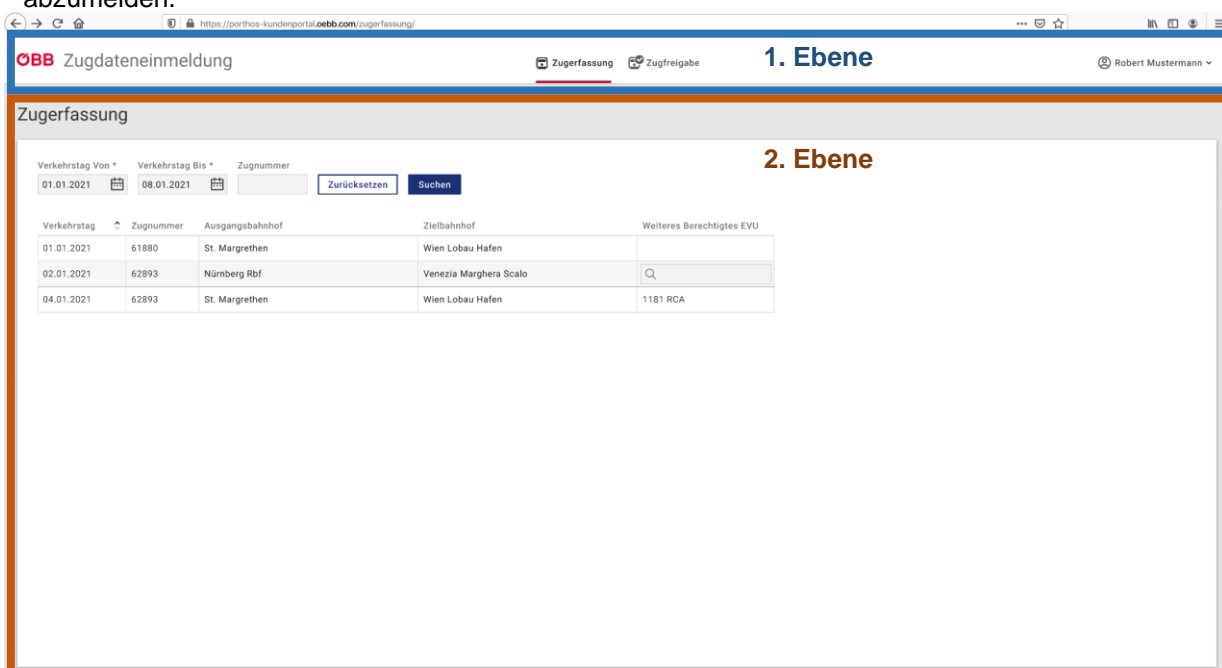 abzumelden.
https://porthos-kundenportal.oebb.com/zugerfassung/
ÖBB Zugdateneinmeldung Zugerfassung Zugfreigabe 1. Ebene Robert Mustermann
Zugerfassung
2. Ebene
Verkehrstag Von * Verkehrstag Bis * Zugnummer
01.01.2021 08.01.2021 Zurücksetzen Suchen
Verkehrstag Zugnummer Ausgangsbahnhof Zielbahnhof Weiteres Berechtigtes EVU
01.01.2021 61880 St. Margrethen Wien Lobau Hafen
02.01.2021 62893 Nürnberg Rbf Venezia Marghera Scalo
04.01.2021 62893 St. Margrethen Wien Lobau Hafen 1181 RCA